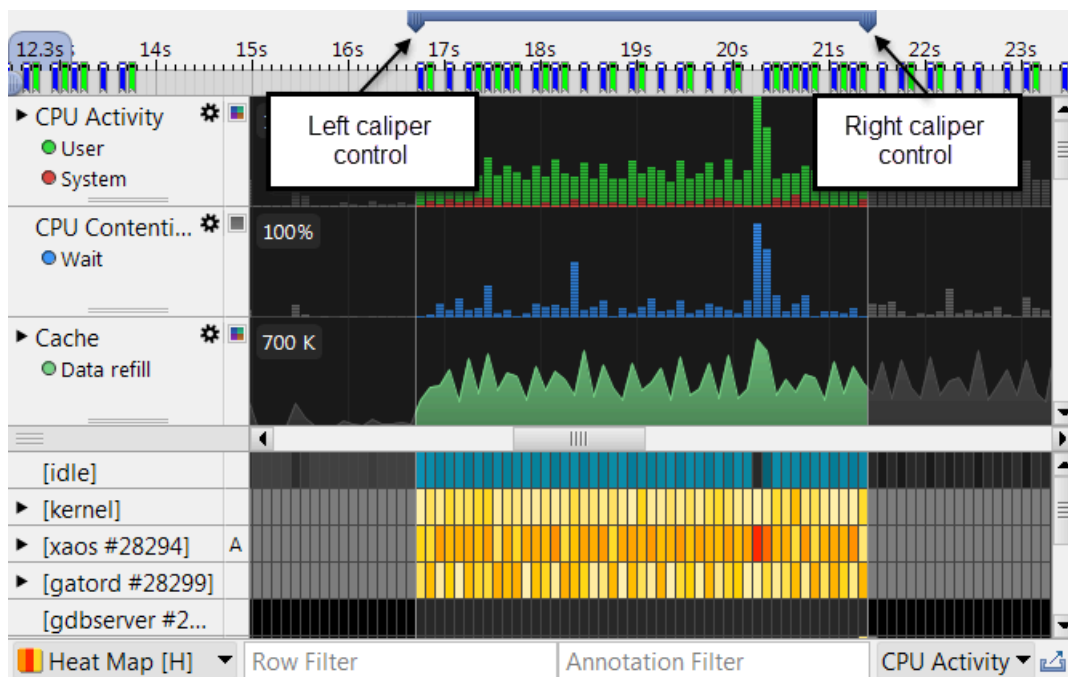 12.3s 14s 15s 16s 17s 18s 19s 20s 21s 22s 23s
Left caliper
control
Right caliper
control
CPU Activity
User
System
CPU Contenti...
Wait
100%
Cache
Data refill
700 K
[idle]
[kernel]
[xaos #28294] A
[gatord #28299]
[gdbserver #2...
Heat Map [H] Row Filter Annotation Filter CPU Activity